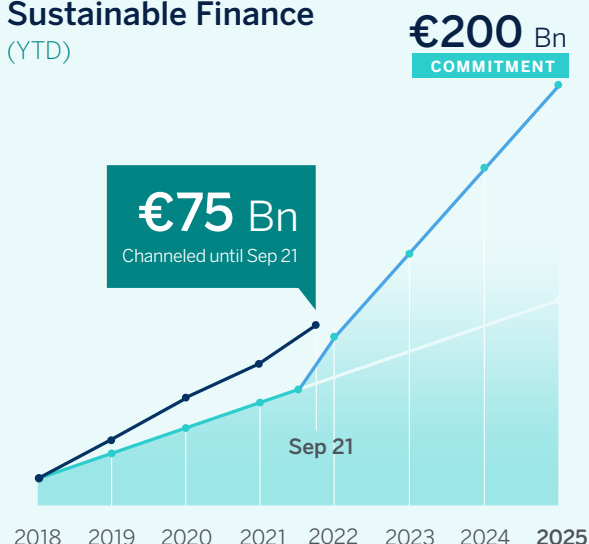 Sustainable Finance
(YTD)
€200 Bn
COMMITMENT
€75 Bn
Channeled until Sep 21
Sep 21
2018 2019 2020 2021 2022 2023 2024 2025